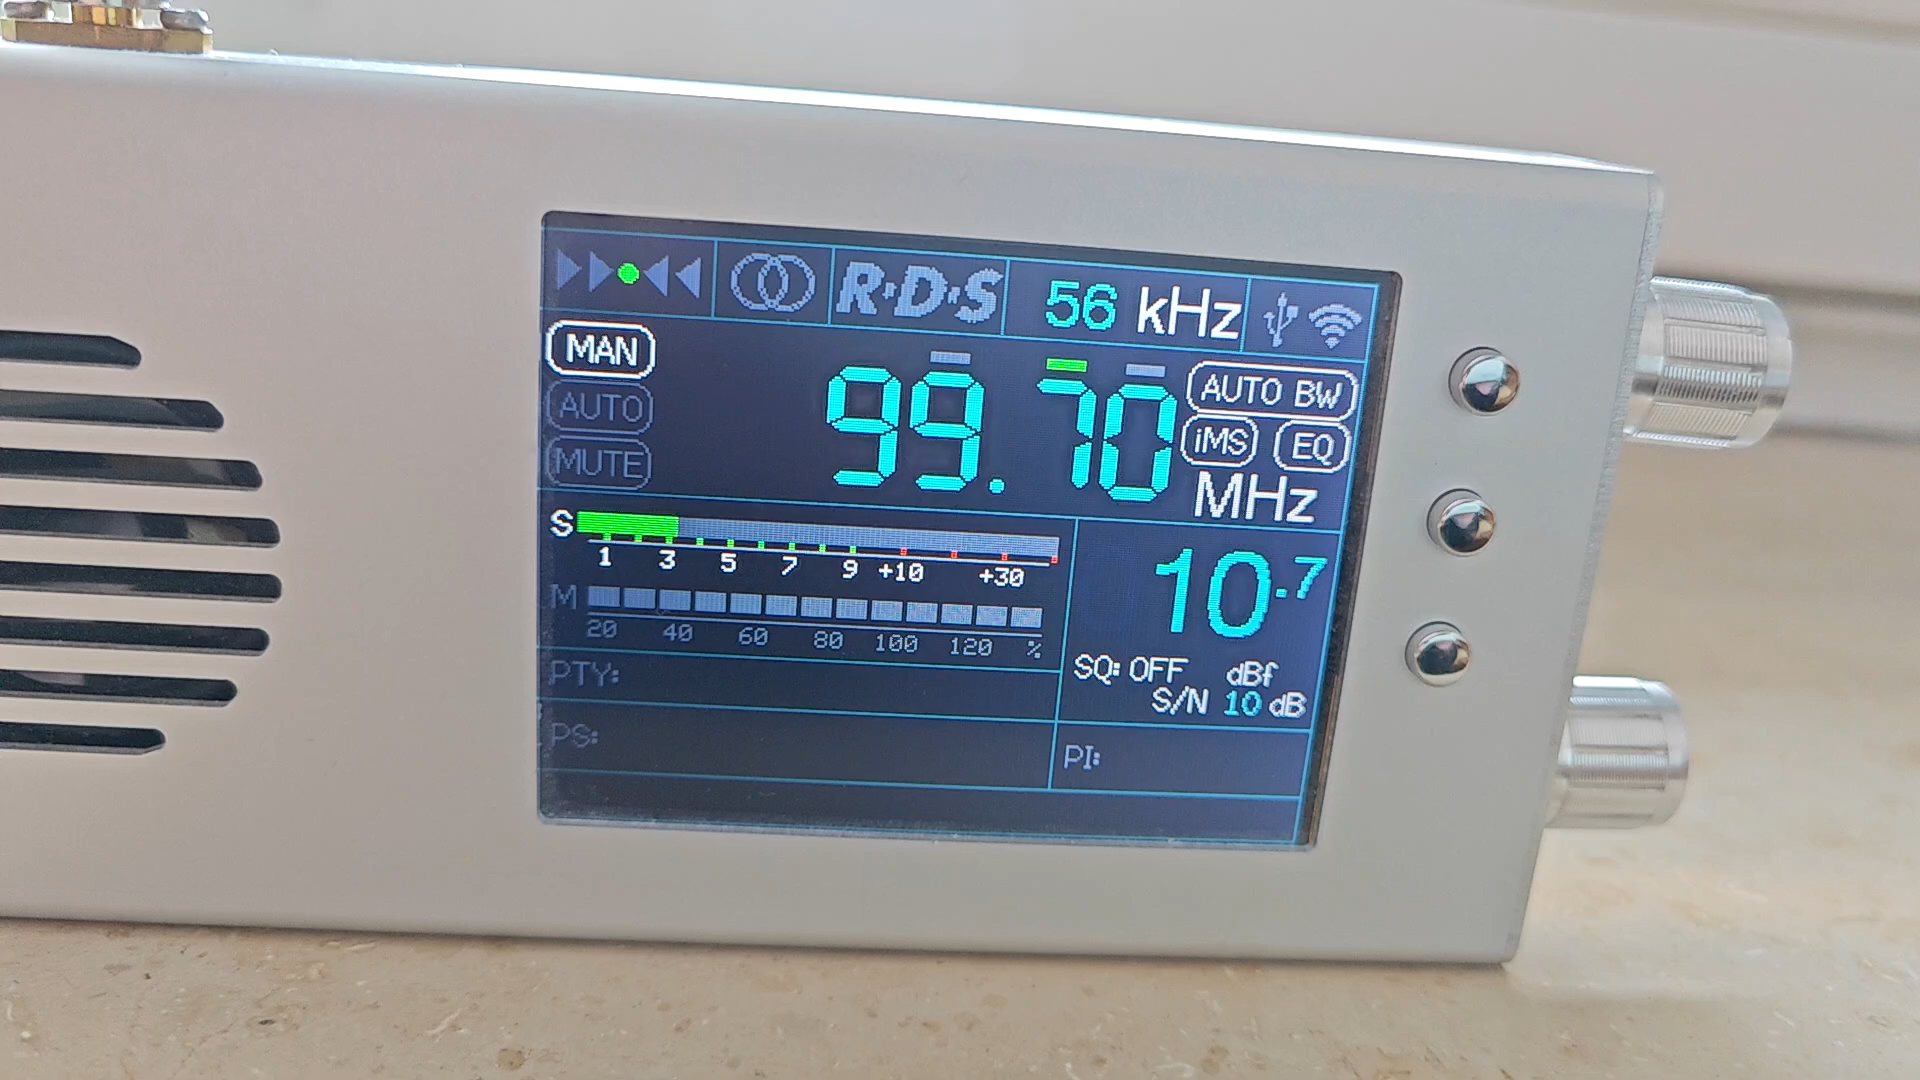 R·D·S 56 kHz
MAN
AUTO
MUTE
99.70
AUTO BW
iMS EQ
MHz
S
1 3 5 7 9 +10 +30
M
20 40 60 80 100 120 %
10.7
SQ: OFF dBf
S/N 10 dB
PTY:
PS:
PI: